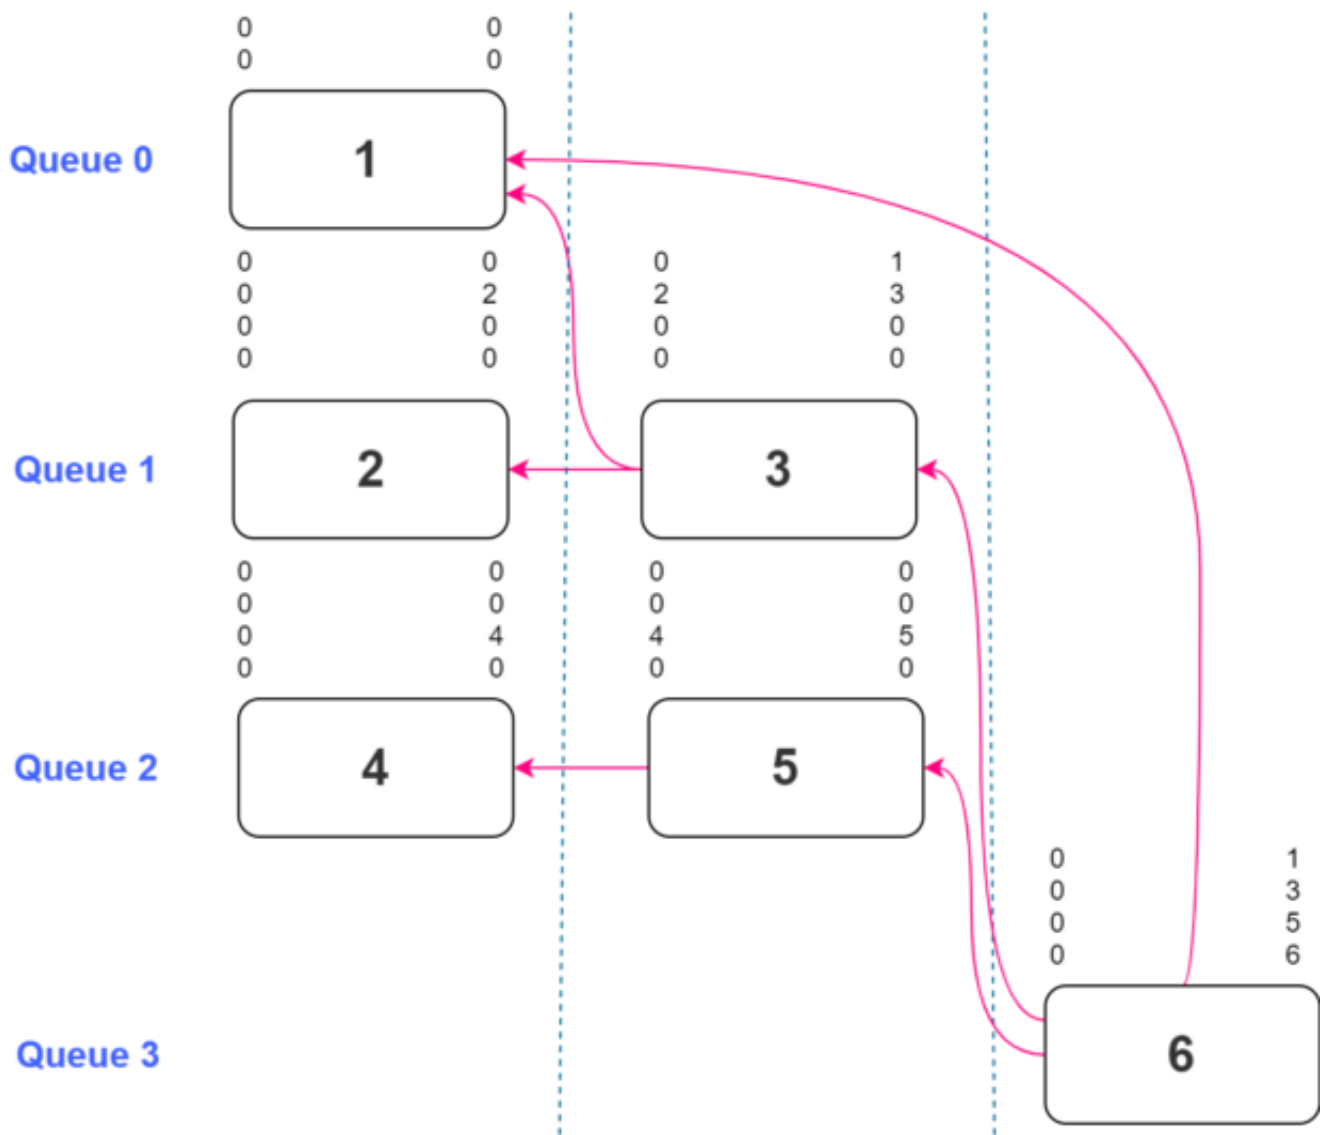 0 0
0 0
Queue 0 1
0 0 0 1
0 2 2 3
0 0 0 0
0 0 0 0
Queue 1 2 3
0 0 0 0
0 0 0 0
0 4 4 5
0 0 0 0
Queue 2 4 5
0 1
0 3
0 5
0 6
Queue 3 6